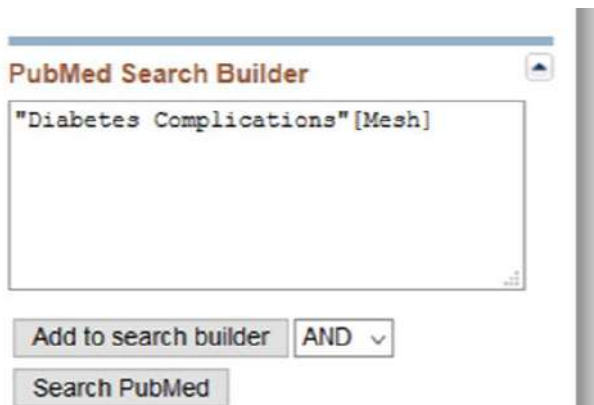 PubMed Search Builder
"Diabetes Complications"[Mesh]
Add to search builder AND
Search PubMed